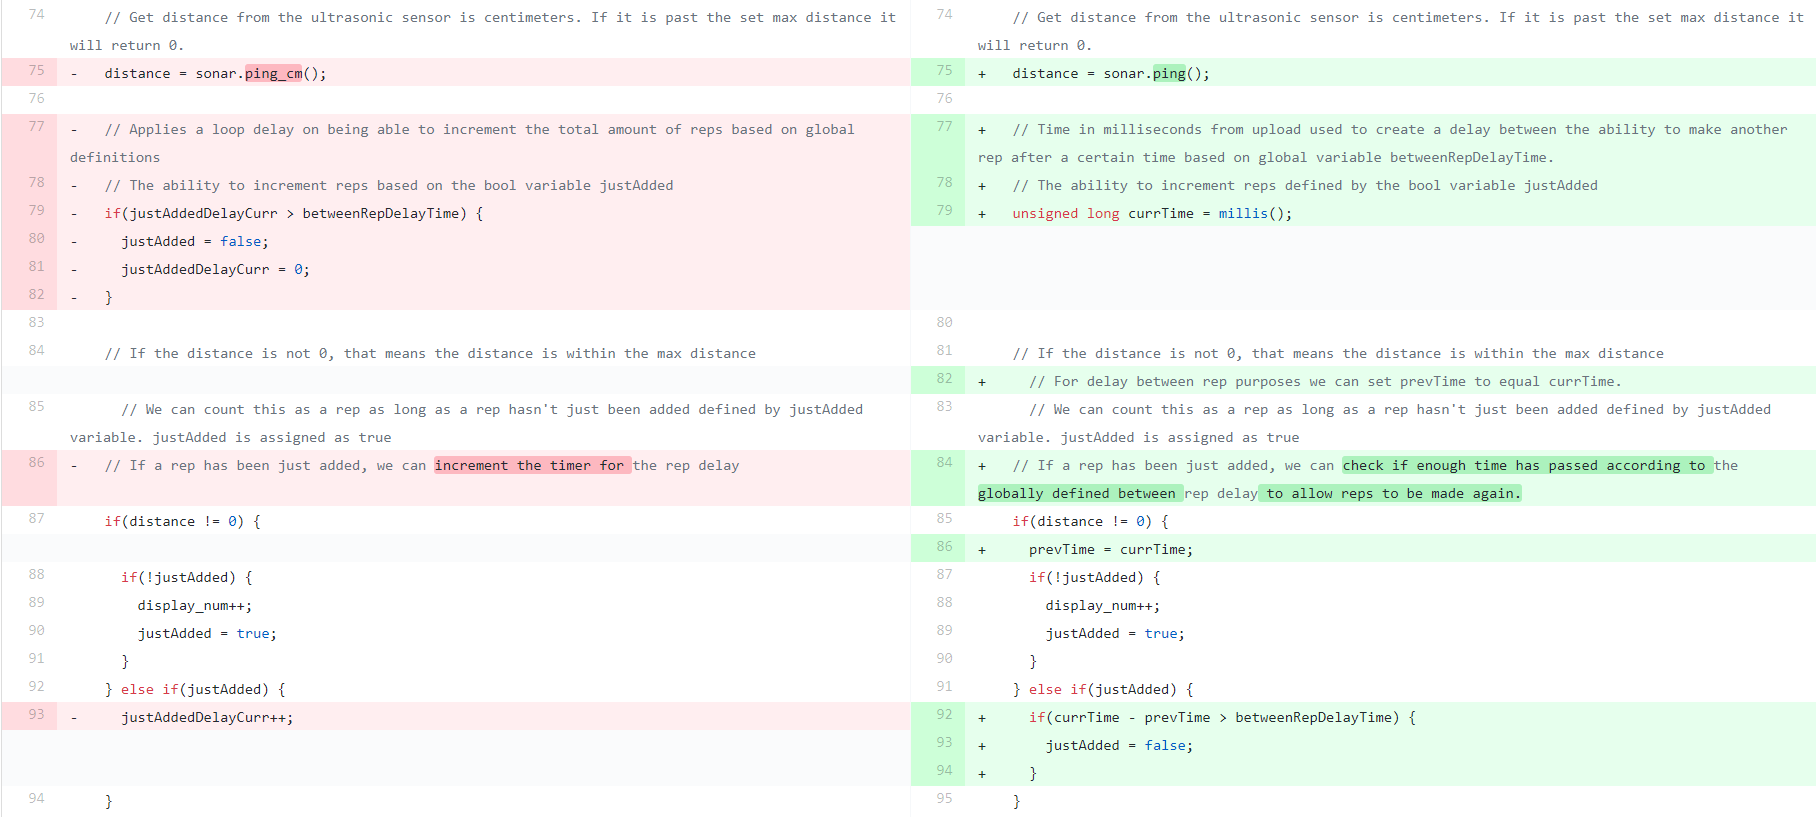 74 // Get distance from the ultrasonic sensor is centimeters. If it is past the set max distance it
will return 0.
75 - distance = sonar.ping_cm();
76
77 - // Applies a loop delay on being able to increment the total amount of reps based on global
definitions
78 - // The ability to increment reps based on the bool variable justAdded
79 - if(justAddedDelayCurr > betweenRepDelayTime) {
80 - justAdded = false;
81 - justAddedDelayCurr = 0;
82 - }
83
84 // If the distance is not 0, that means the distance is within the max distance
85 // We can count this as a rep as long as a rep hasn't just been added defined by justAdded
variable. justAdded is assigned as true
86 - // If a rep has been just added, we can increment the timer for the rep delay
87 if(distance != 0) {
88 if(!justAdded) {
89 display_num++;
90 justAdded = true;
91 }
92 } else if(justAdded) {
93 - justAddedDelayCurr++;
94 }
74 // Get distance from the ultrasonic sensor is centimeters. If it is past the set max distance it
will return 0.
75 + distance = sonar.ping();
76
77 + // Time in milliseconds from upload used to create a delay between the ability to make another
rep after a certain time based on global variable betweenRepDelayTime.
78 + // The ability to increment reps defined by the bool variable justAdded
79 + unsigned long currTime = millis();
80
81 // If the distance is not 0, that means the distance is within the max distance
82 + // For delay between rep purposes we can set prevTime to equal currTime.
83 // We can count this as a rep as long as a rep hasn't just been added defined by justAdded
variable. justAdded is assigned as true
84 + // If a rep has been just added, we can check if enough time has passed according to the
globally defined between rep delay to allow reps to be made again.
85 if(distance != 0) {
86 + prevTime = currTime;
87 if(!justAdded) {
88 display_num++;
89 justAdded = true;
90 }
91 } else if(justAdded) {
92 + if(currTime - prevTime > betweenRepDelayTime) {
93 + justAdded = false;
94 + }
95 }